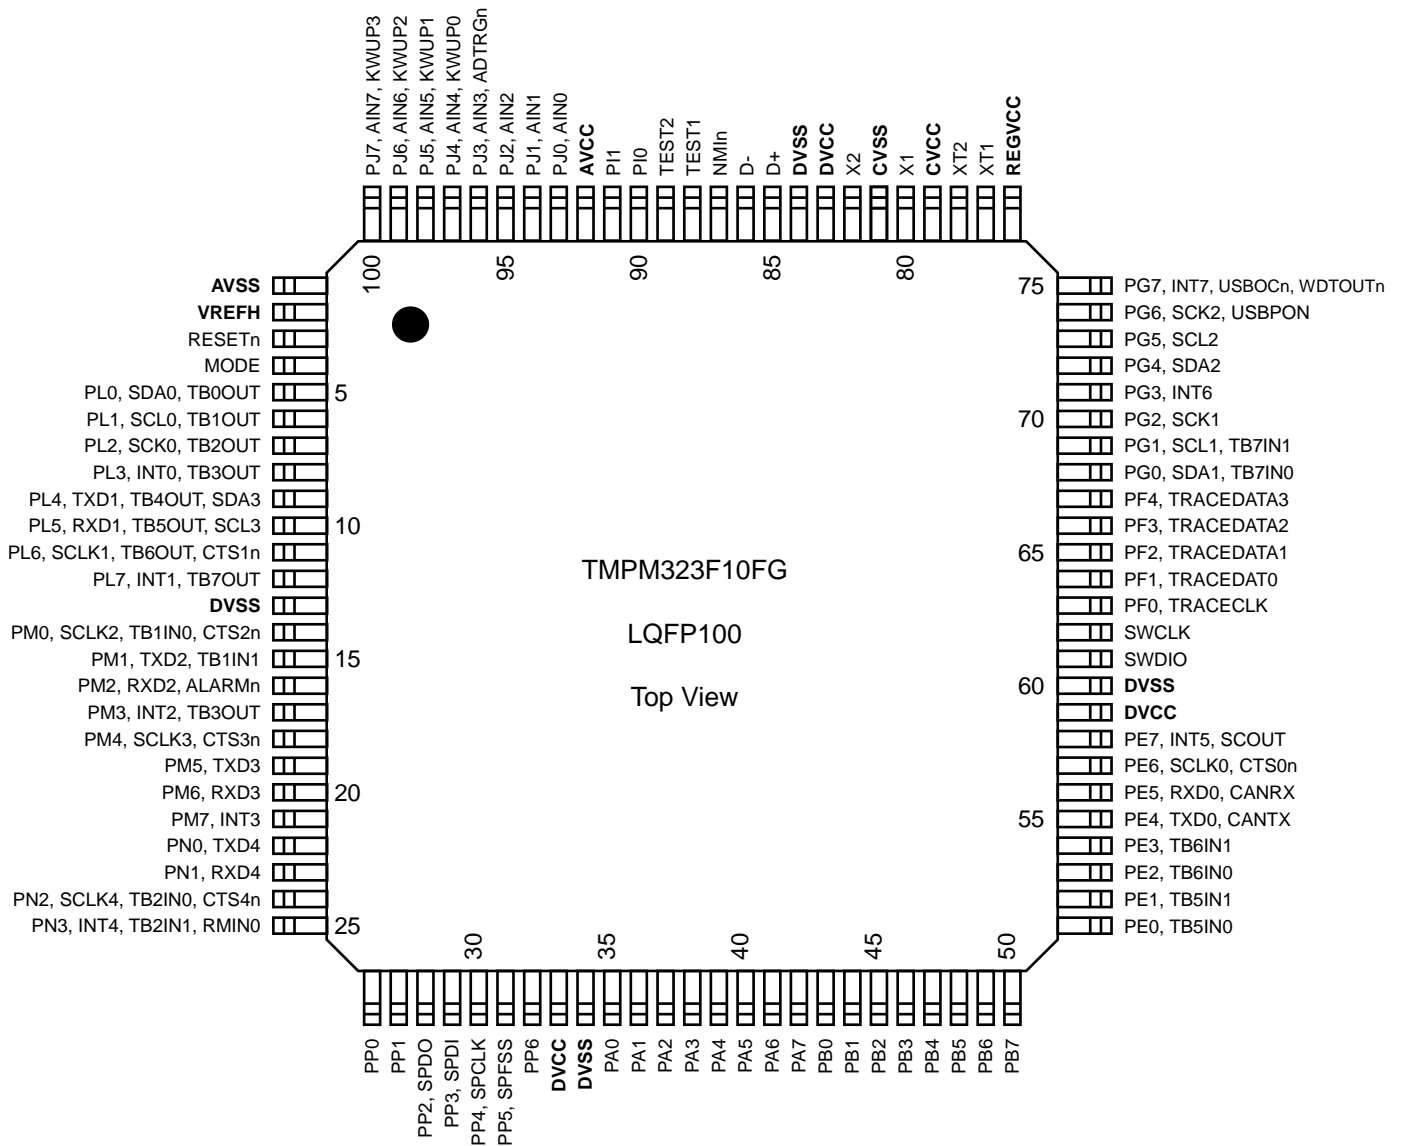 PJ7, AIN7, KWUP3
PJ6, AIN6, KWUP2
PJ5, AIN5, KWUP1
PJ4, AIN4, KWUP0
PJ3, AIN3, ADTRGn
PJ2, AIN2
PJ1, AIN1
PJ0, AIN0
AVCC
PI1
PI0
TEST2
TEST1
NMIn
D-
D+
DVSS
DVCC
X2
CVSS
X1
CVCC
XT2
XT1
REGVCC
100
95
90
85
80
AVSS
VREFH
RESETn
MODE
PL0, SDA0, TB0OUT
PL1, SCL0, TB1OUT
PL2, SCK0, TB2OUT
PL3, INT0, TB3OUT
PL4, TXD1, TB4OUT, SDA3
PL5, RXD1, TB5OUT, SCL3
PL6, SCLK1, TB6OUT, CTS1n
PL7, INT1, TB7OUT
DVSS
PM0, SCLK2, TB1IN0, CTS2n
PM1, TXD2, TB1IN1
PM2, RXD2, ALARMn
PM3, INT2, TB3OUT
PM4, SCLK3, CTS3n
PM5, TXD3
PM6, RXD3
PM7, INT3
PN0, TXD4
PN1, RXD4
PN2, SCLK4, TB2IN0, CTS4n
PN3, INT4, TB2IN1, RMIN0
5
10
15
20
25
TMPM323F10FG
LQFP100
Top View
75
70
65
60
55
PG7, INT7, USBOCn, WDTOUTn
PG6, SCK2, USBPON
PG5, SCL2
PG4, SDA2
PG3, INT6
PG2, SCK1
PG1, SCL1, TB7IN1
PG0, SDA1, TB7IN0
PF4, TRACEDATA3
PF3, TRACEDATA2
PF2, TRACEDATA1
PF1, TRACEDAT0
PF0, TRACECLK
SWCLK
SWDIO
DVSS
DVCC
PE7, INT5, SCOUT
PE6, SCLK0, CTS0n
PE5, RXD0, CANRX
PE4, TXD0, CANTX
PE3, TB6IN1
PE2, TB6IN0
PE1, TB5IN1
PE0, TB5IN0
30
35
40
45
50
PP0
PP1
PP2, SPDO
PP3, SPDI
PP4, SPCLK
PP5, SPFSS
PP6
DVCC
DVSS
PA0
PA1
PA2
PA3
PA4
PA5
PA6
PA7
PB0
PB1
PB2
PB3
PB4
PB5
PB6
PB7